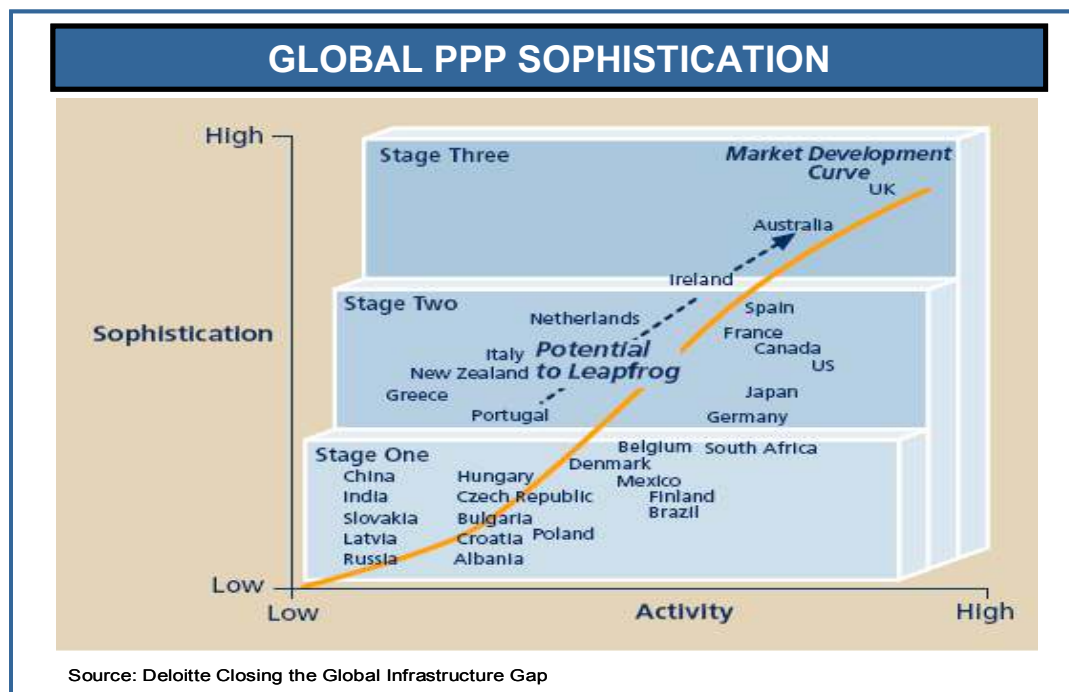 GLOBAL PPP SOPHISTICATION
High
Stage Three
Market Development
Curve
UK
Australia
Ireland
Stage Two
Netherlands
Spain
Sophistication
France
Italy
Potential
Canada
New Zealand
to Leapfrog
US
Greece
Japan
Portugal
Germany
Stage One
Belgium
South Africa
Denmark
China
Hungary
Mexico
India
Czech Republic
Finland
Slovakia
Bulgaria
Brazil
Latvia
Croatia
Poland
Russia
Albania
Low
Low
Activity
High
Source: Deloitte Closing the Global Infrastructure Gap